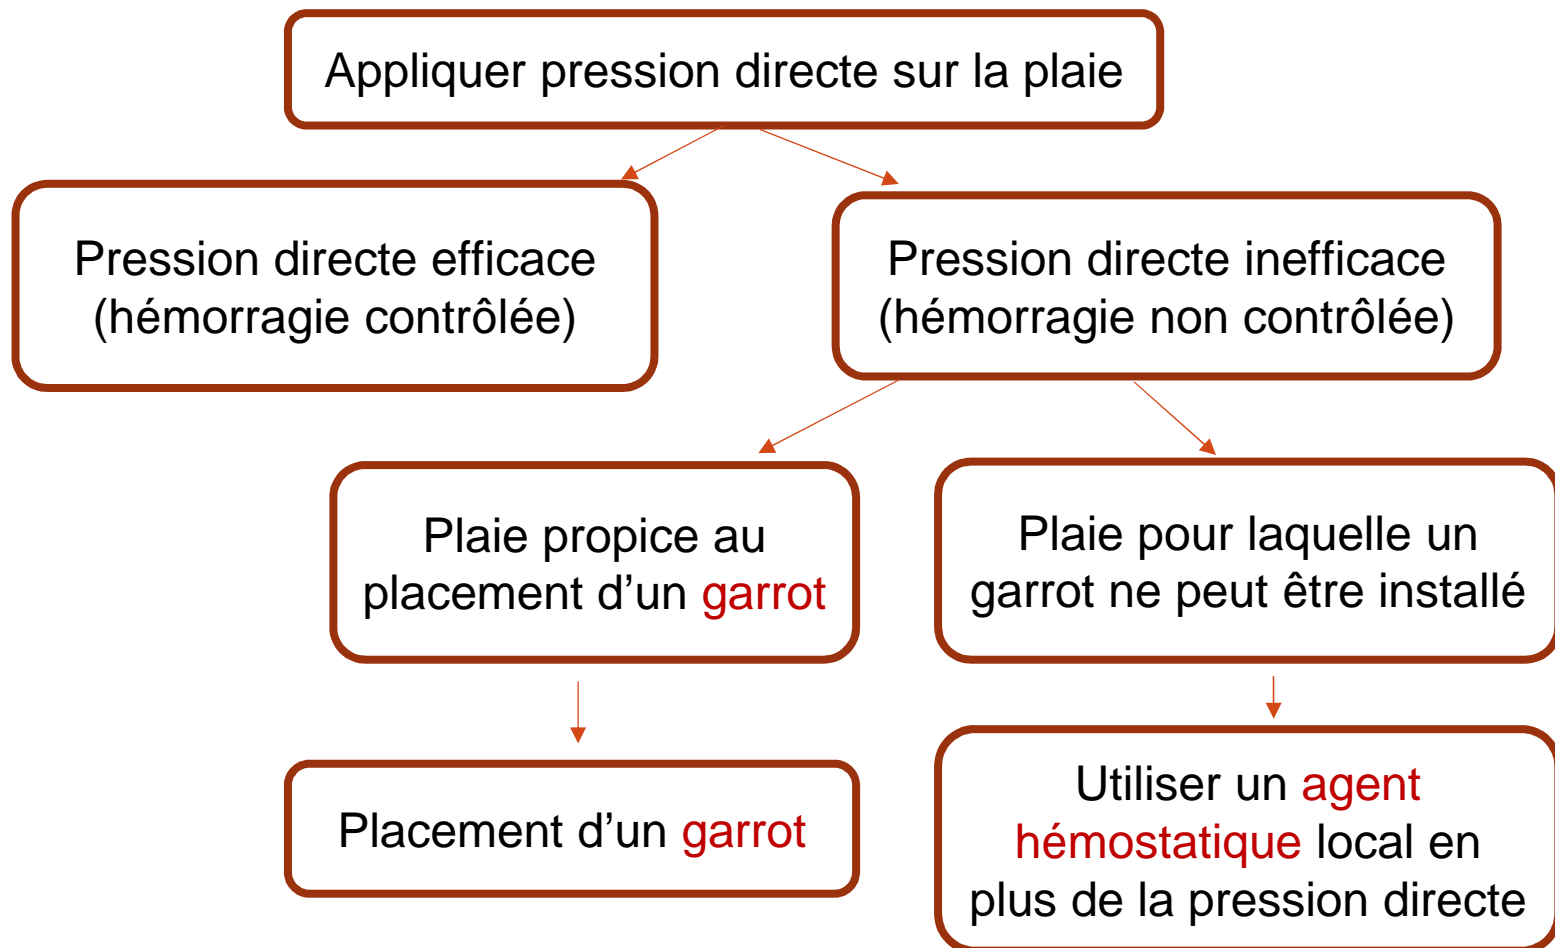 Appliquer pression directe sur la plaie
Pression directe efficace
(hémorragie contrôlée)
Pression directe inefficace
(hémorragie non contrôlée)
Plaie propice au
placement d’un garrot
Plaie pour laquelle un
garrot ne peut être installé
Placement d’un garrot
Utiliser un agent
hémostatique local en
plus de la pression directe